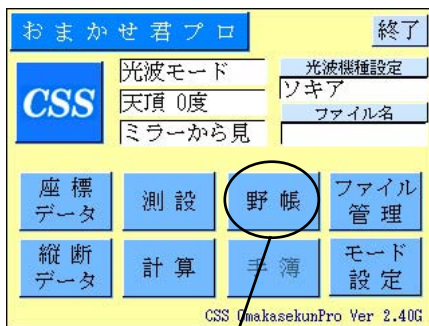 おまかせ君プロ
終了
CSS
光波モード
天頂 0度
ミラーから見
光波機種設定
ソキア
ファイル名
座標
データ
測設
野帳
ファイル
管理
縦断
データ
計算
手簿
モード
設定
CSS OmakasekunPro Ver 2.40G